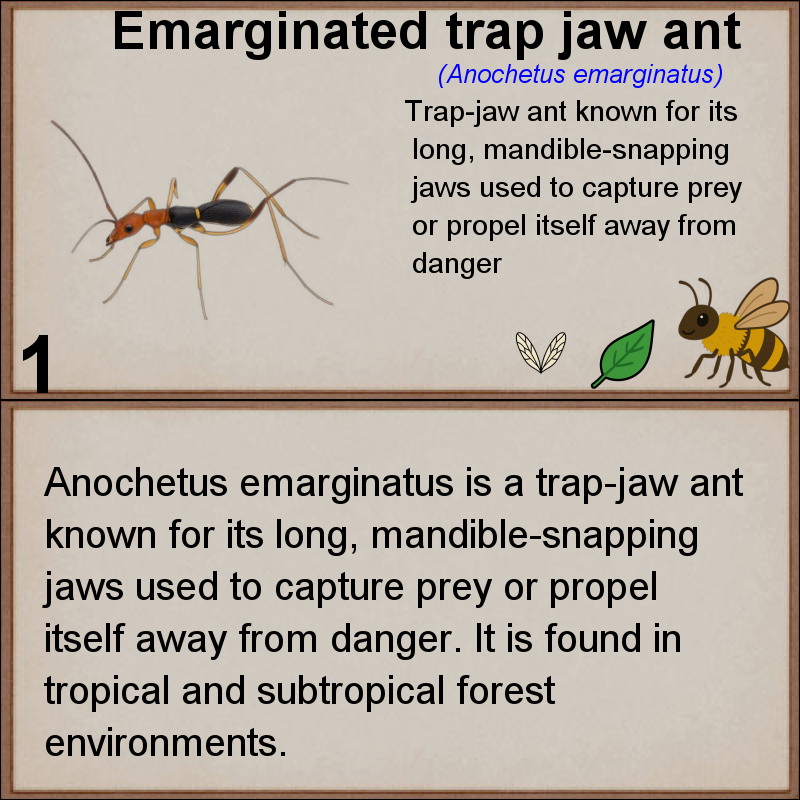 Emarginated trap jaw ant
(Anochetus emarginatus)
Trap-jaw ant known for its
long, mandible-snapping
jaws used to capture prey
or propel itself away from
danger
1
Anochetus emarginatus is a trap-jaw ant
known for its long, mandible-snapping
jaws used to capture prey or propel
itself away from danger. It is found in
tropical and subtropical forest
environments.